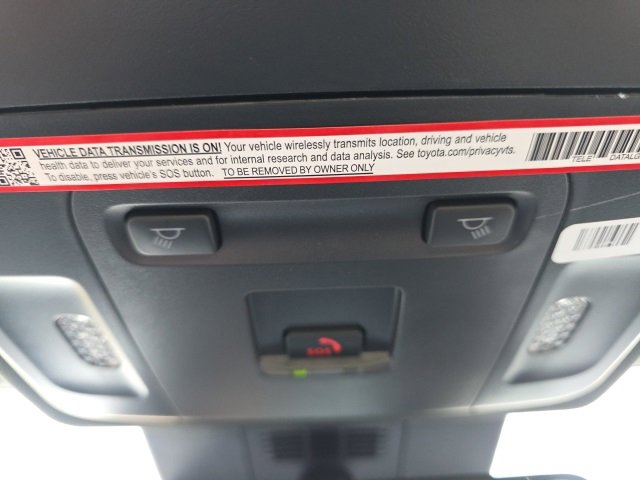 VEHICLE DATA TRANSMISSION IS ON! Your vehicle wirelessly transmits location, driving and vehicle
health data to deliver your services and for internal research and data analysis. See toyota.com/privacyvts.
To disable, press vehicle's SOS button. TO BE REMOVED BY OWNER ONLY
TELE DATALG
SOS